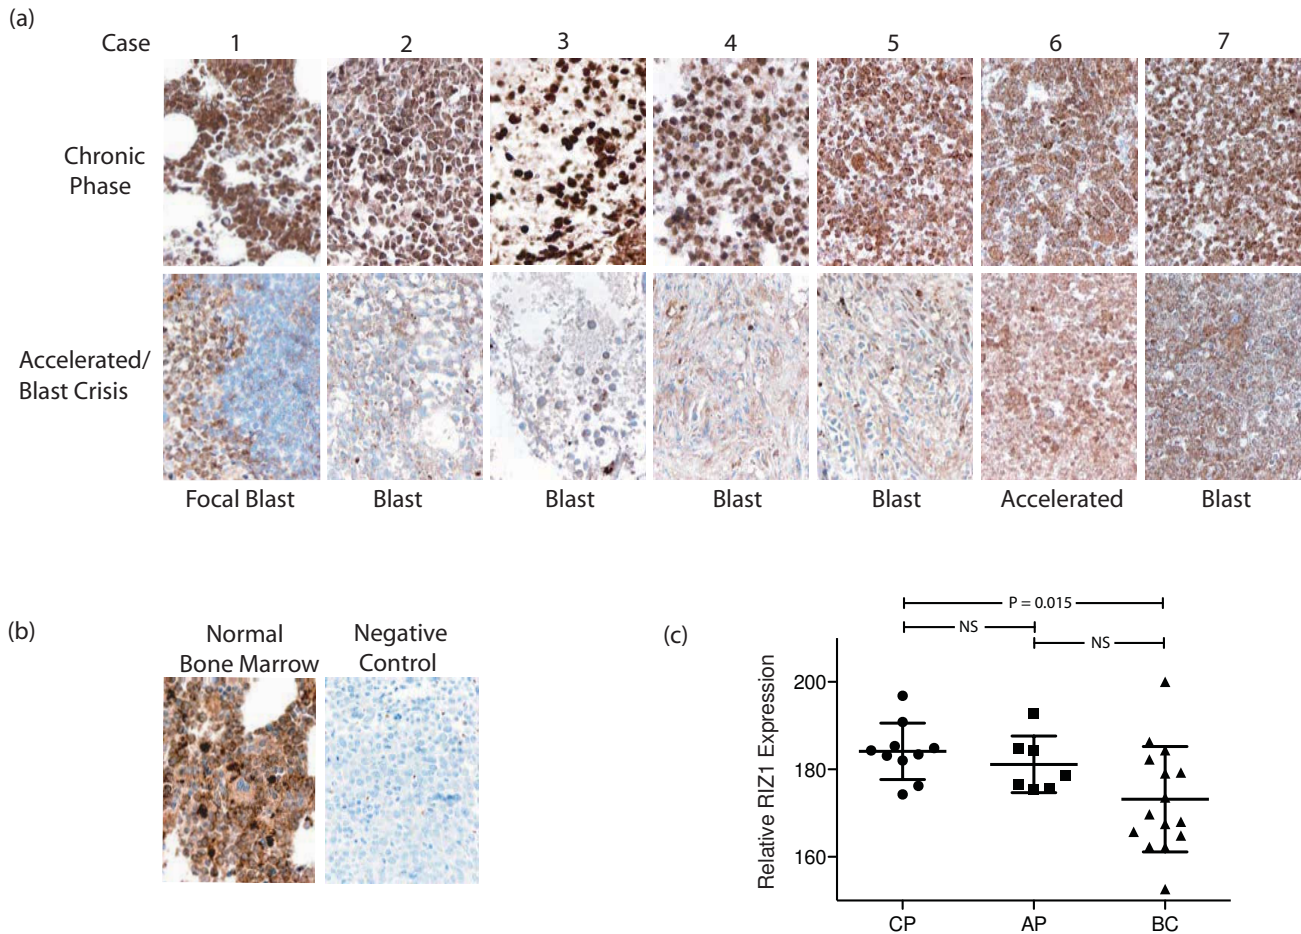 (a)
Case 1 2 3 4 5 6 7
Chronic
Phase
Accelerated/
Blast Crisis
Focal Blast Blast Blast Blast Blast Accelerated Blast
(b)
Normal
Bone Marrow
Negative
Control
(c)
P = 0.015
NS
NS
Relative RIZ1 Expression
200
180
160
CP AP BC